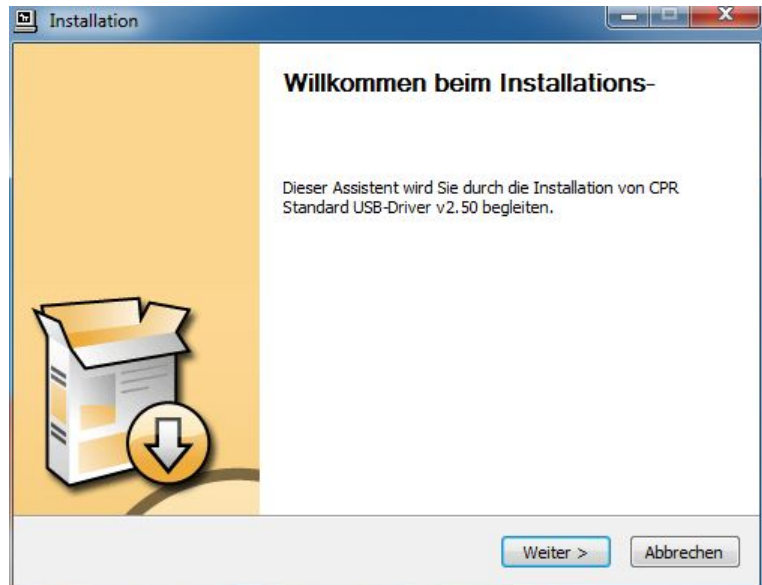 Installation
Willkommen beim Installations-
Dieser Assistent wird Sie durch die Installation von CPR
Standard USB-Driver v2.50 begleiten.
Weiter >
Abbrechen